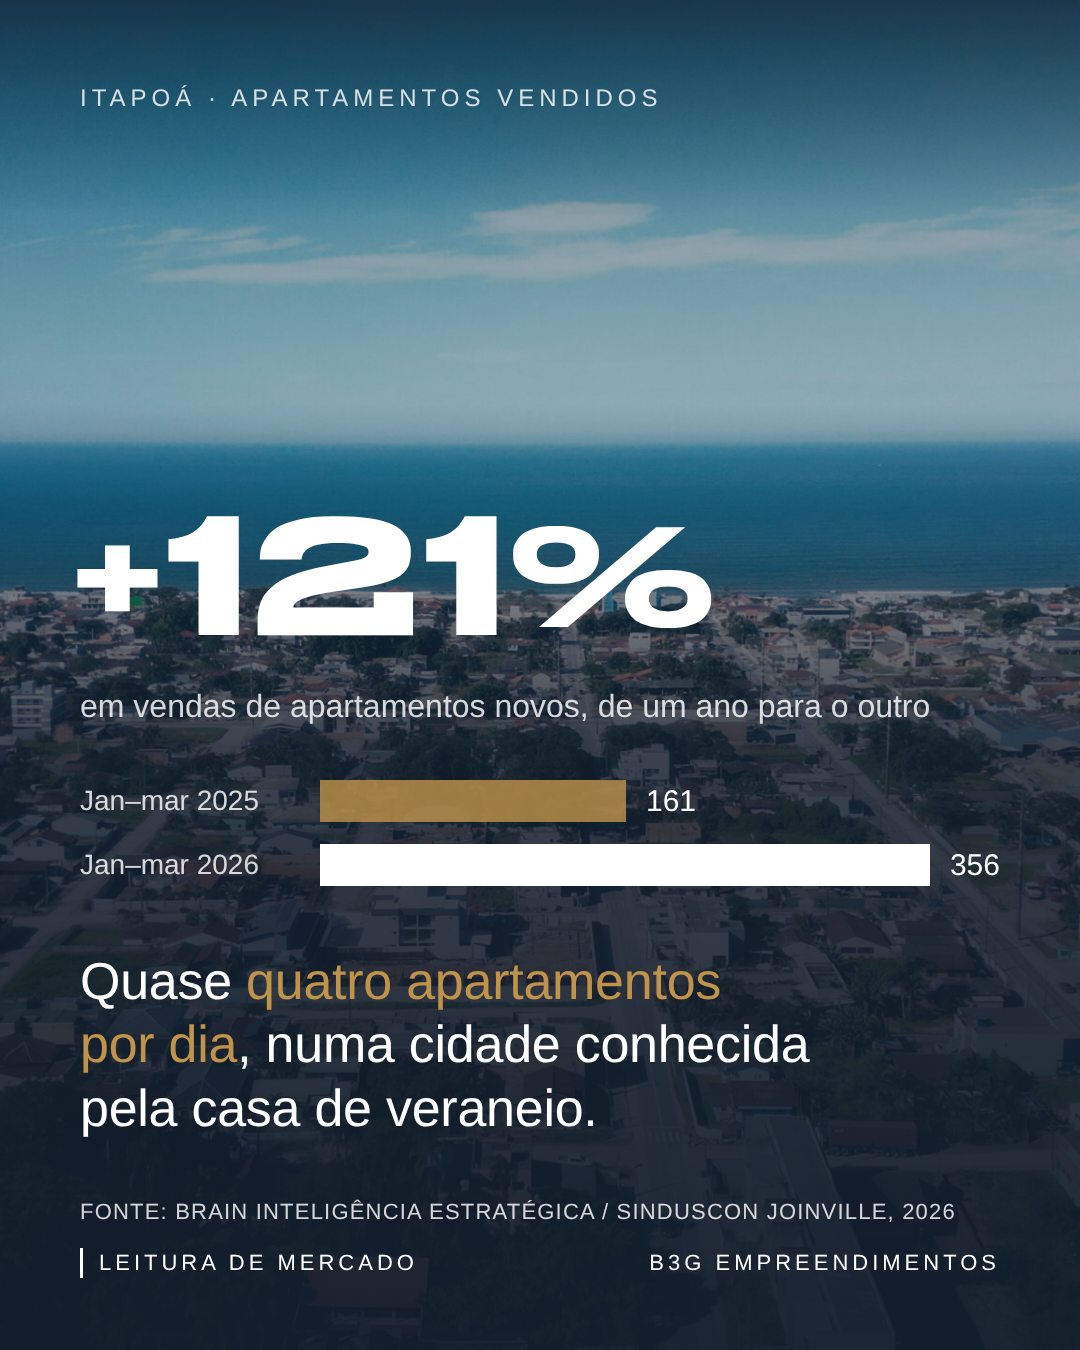 ITAPOÁ · APARTAMENTOS VENDIDOS
+121%
em vendas de apartamentos novos, de um ano para o outro
Jan–mar 2025 161
Jan–mar 2026 356
Quase quatro apartamentos
por dia, numa cidade conhecida
pela casa de veraneio.
FONTE: BRAIN INTELIGÊNCIA ESTRATÉGICA / SINDUSCON JOINVILLE, 2026
LEITURA DE MERCADO B3G EMPREENDIMENTOS